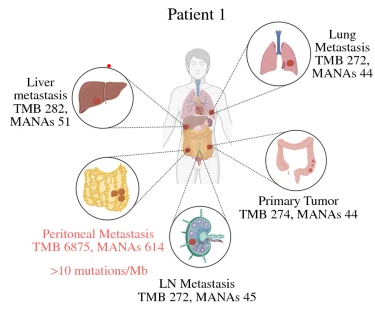 Patient 1
Lung
Metastasis
TMB 272,
MANAs 44
Liver
metastasis
TMB 282,
MANAs 51
Primary Tumor
TMB 274, MANAs 44
Peritoneal Metastasis
TMB 6875, MANAs 614
>10 mutations/Mb
LN Metastasis
TMB 272, MANAs 45